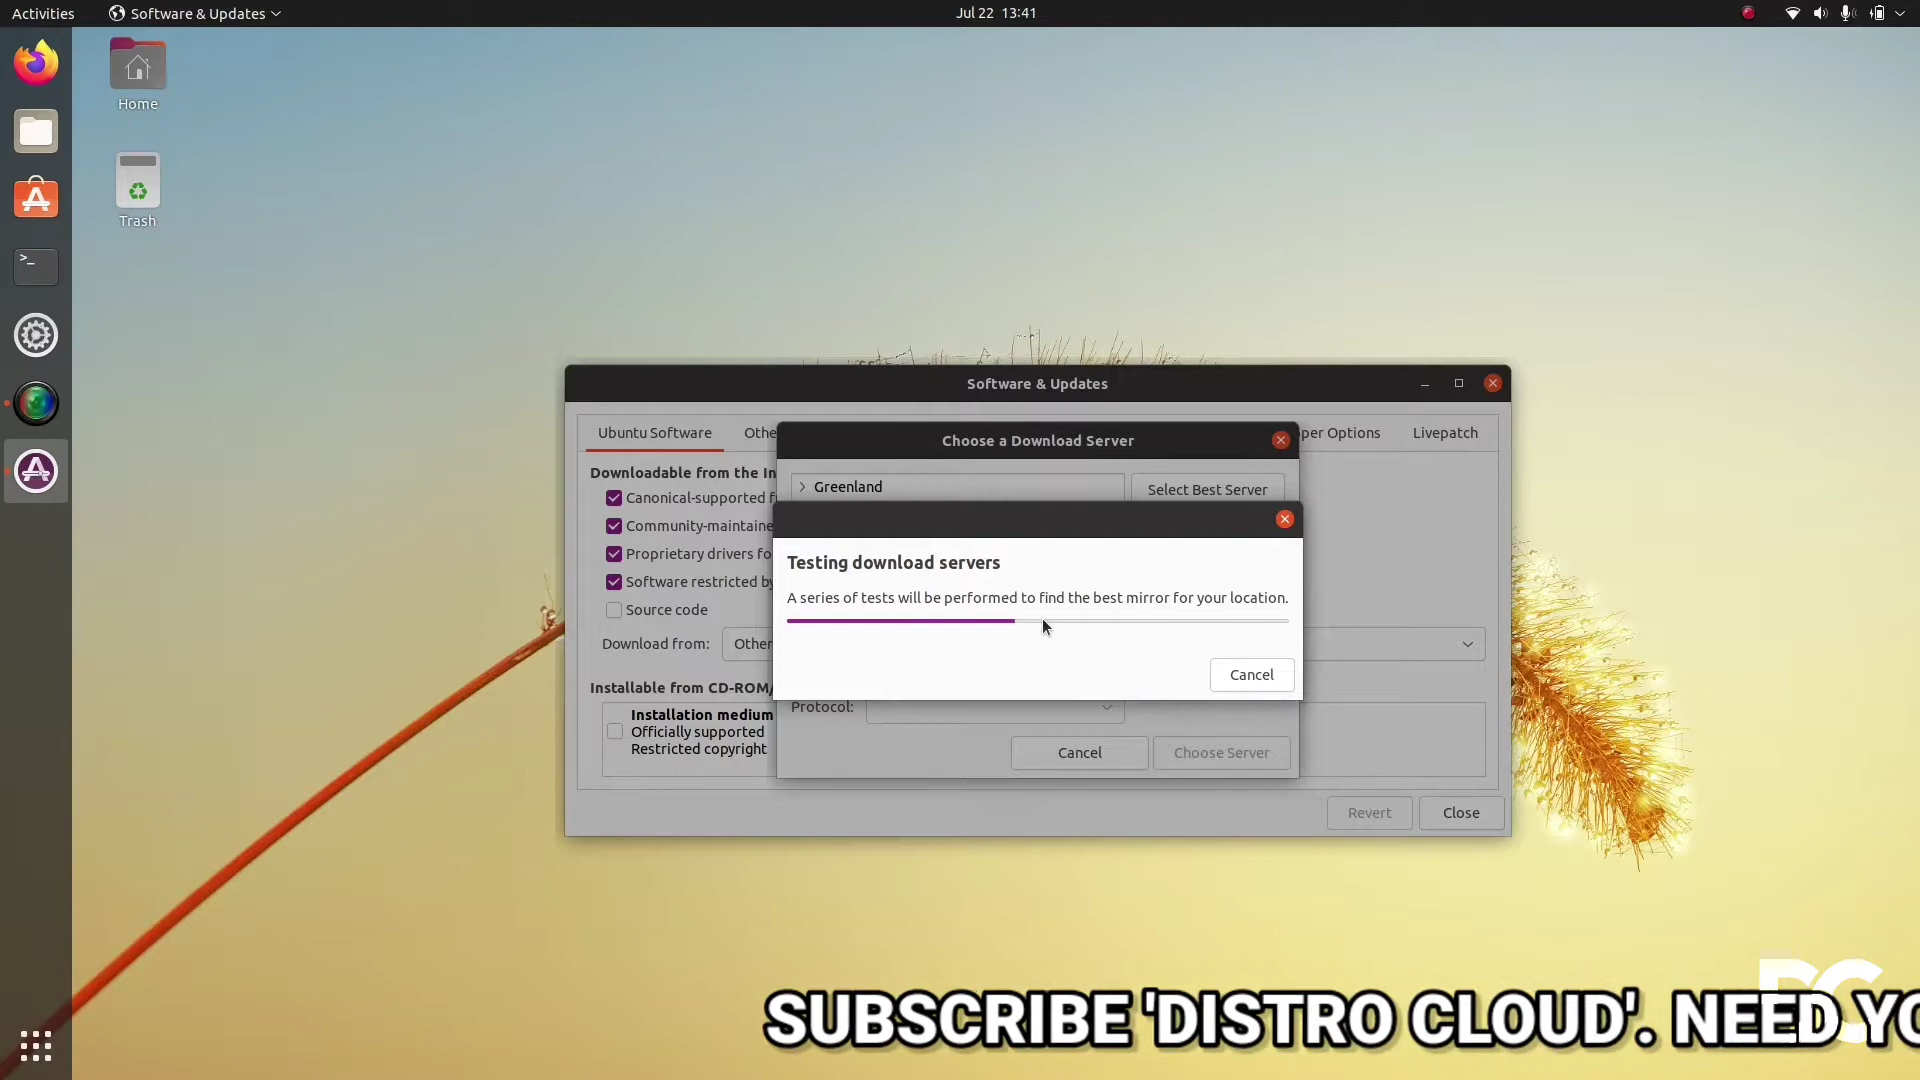 Activities
Software & Updates
Jul 22 13:41
Home
Trash
Software & Updates
Ubuntu Software
Othe
per Options
Livepatch
Choose a Download Server
Downloadable from the In
Greenland
Select Best Server
Canonical-supported f
Community-maintaine
Proprietary drivers fo
Software restricted by
Source code
Testing download servers
A series of tests will be performed to find the best mirror for your location.
Cancel
Download from:
Other
Installable from CD-ROM/
Installation medium
Officially supported
Restricted copyright
Protocol:
Cancel
Choose Server
Revert
Close
DC
SUBSCRIBE 'DISTRO CLOUD'. NEED YO